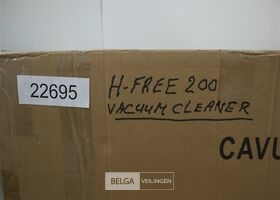 22695
H-FREE 200
VACUUM CLEANER
CAVU
BELGA VEILINGEN